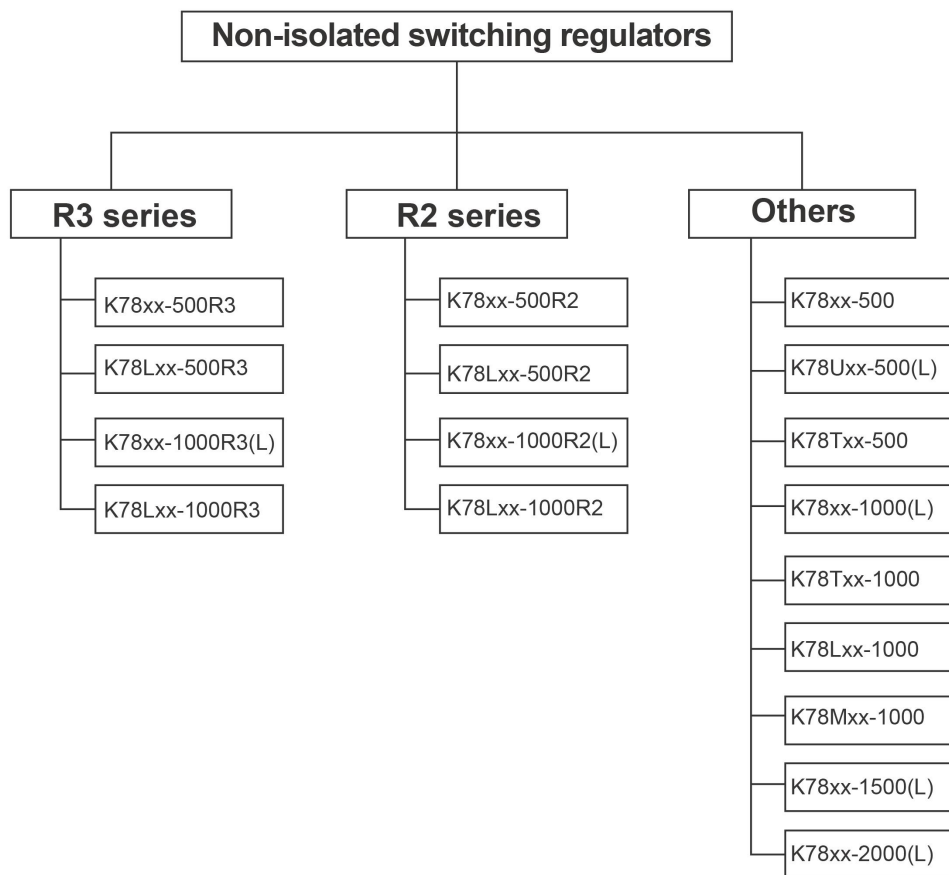 Non-isolated switching regulators
R3 series
K78xx-500R3
K78Lxx-500R3
K78xx-1000R3(L)
K78Lxx-1000R3
R2 series
K78xx-500R2
K78Lxx-500R2
K78xx-1000R2(L)
K78Lxx-1000R2
Others
K78xx-500
K78Uxx-500(L)
K78Txx-500
K78xx-1000(L)
K78Txx-1000
K78Lxx-1000
K78Mxx-1000
K78xx-1500(L)
K78xx-2000(L)